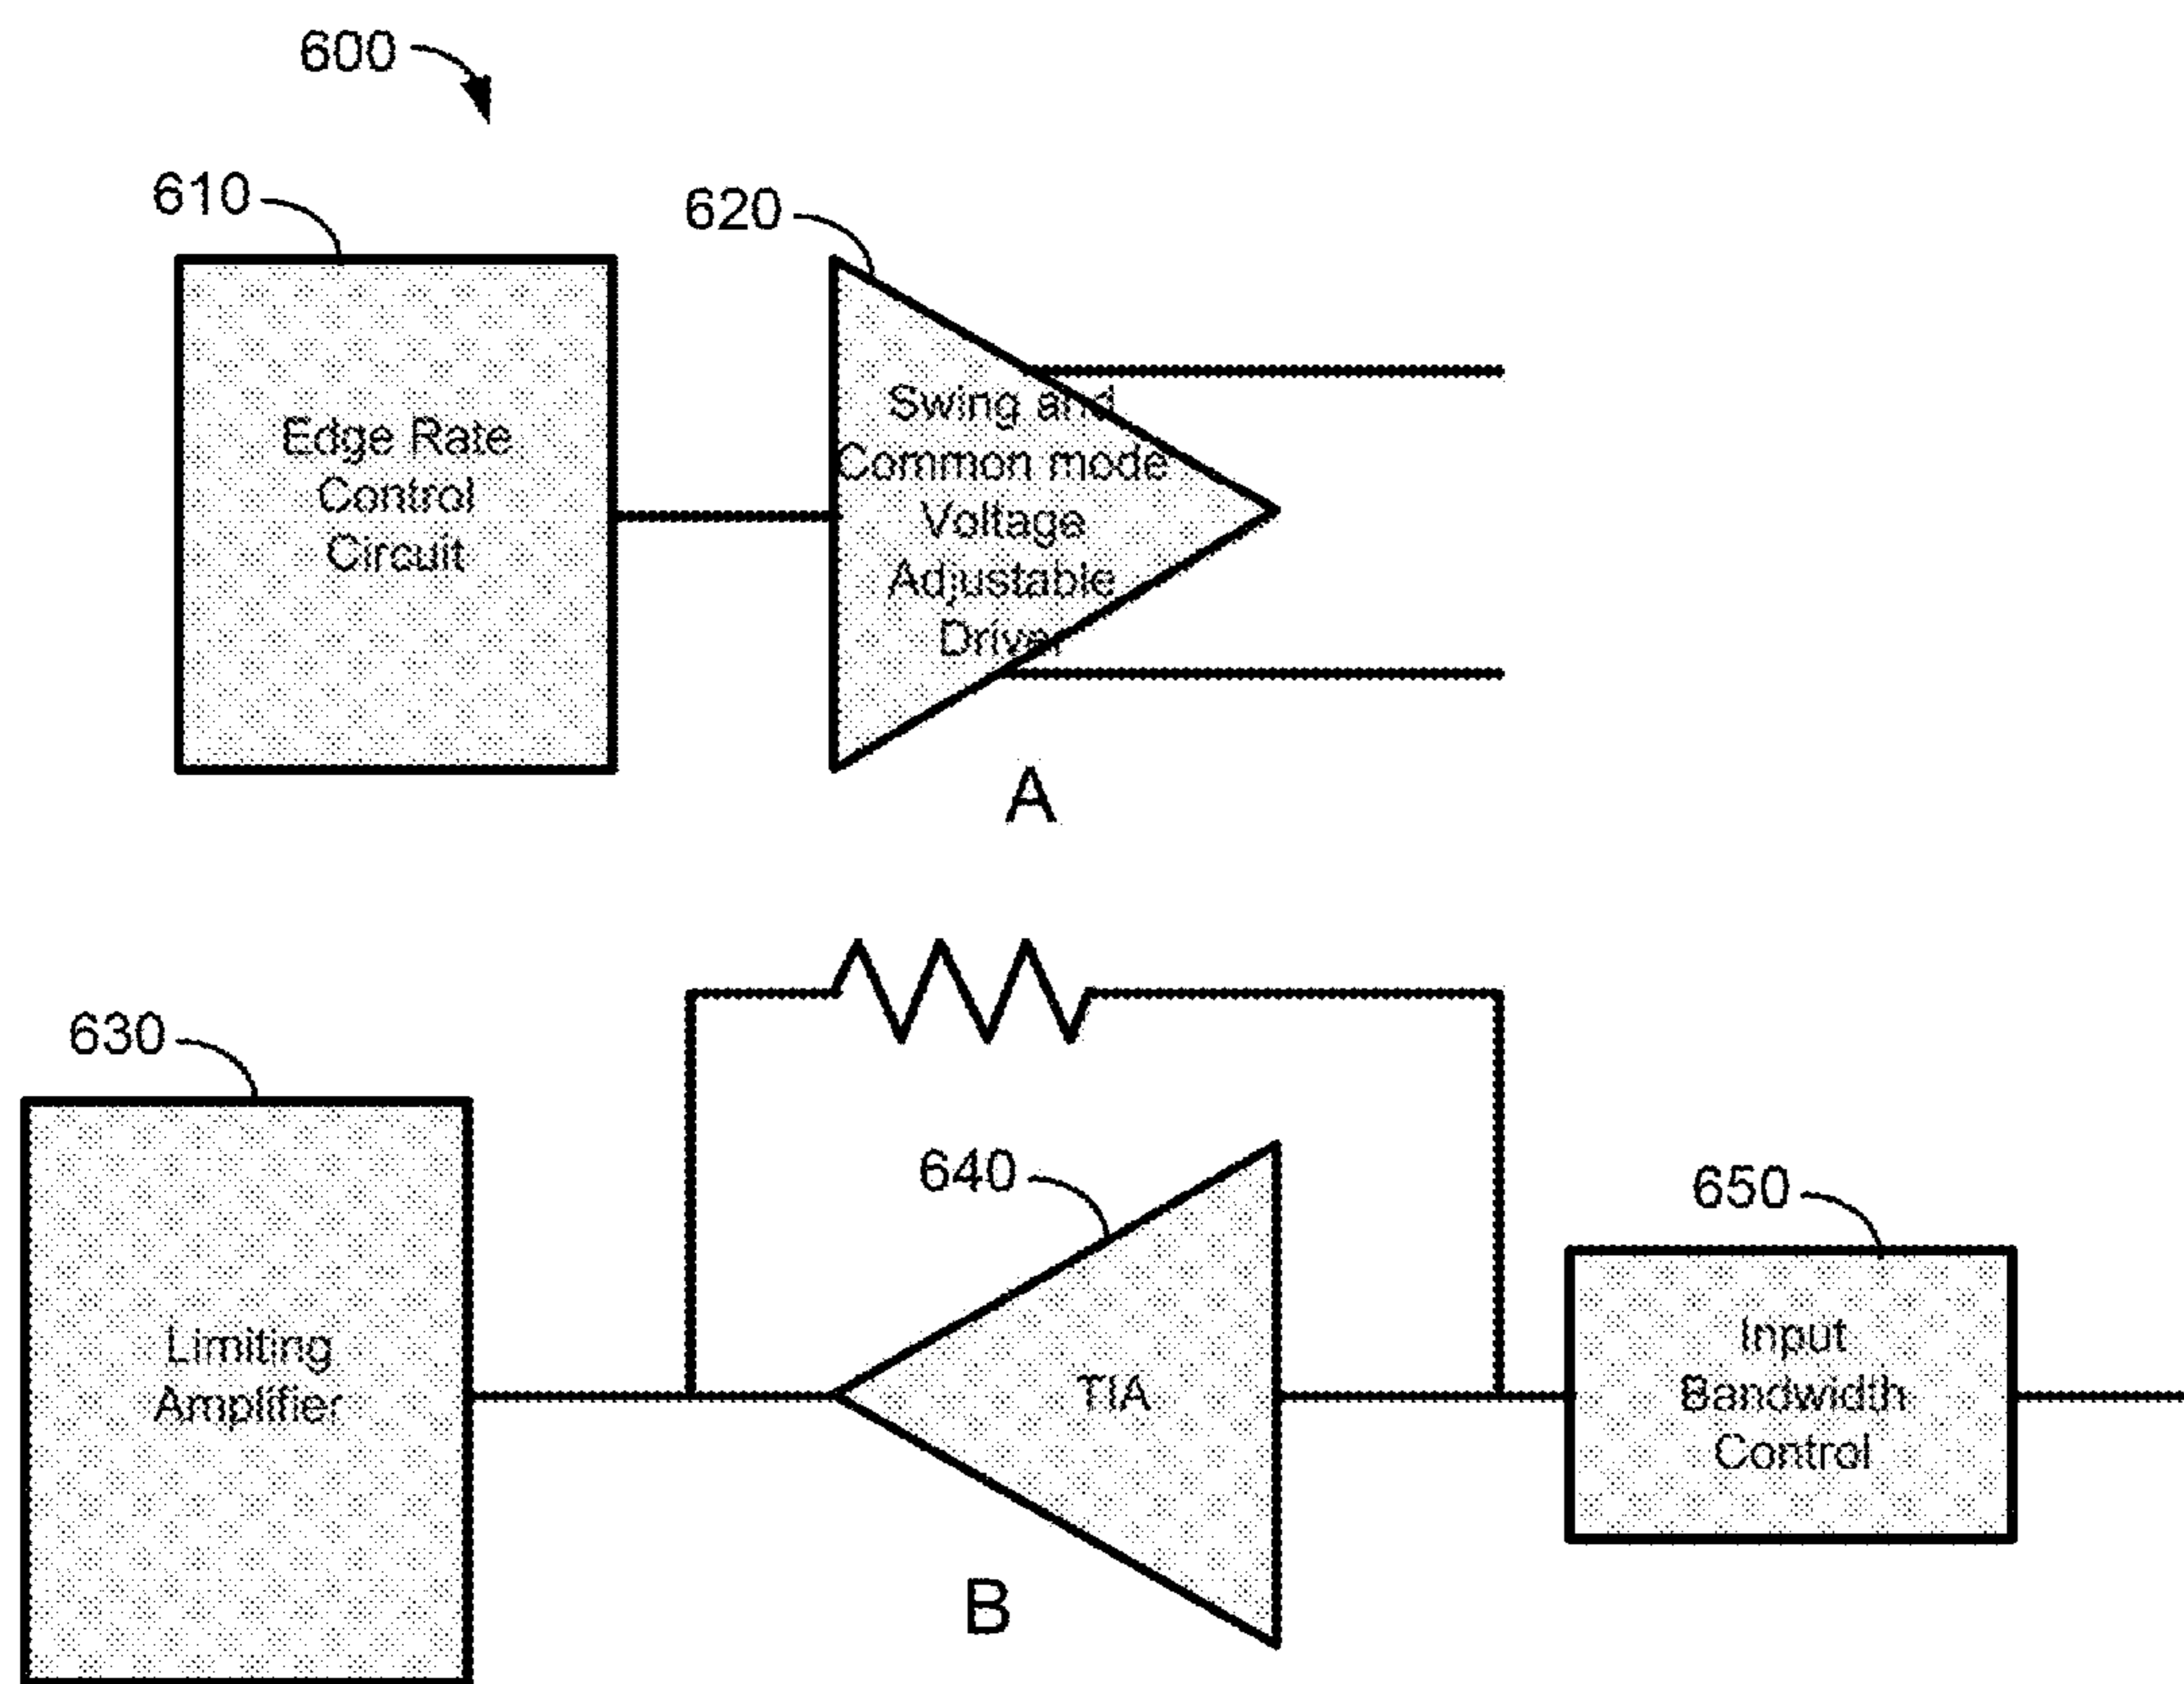 600
610
620
Edge Rate
Control
Circuit
Swing and
Common mode
Voltage
Adjustable
Driver
A
630
640
650
Limiting
Amplifier
TIA
Input
Bandwidth
Control
B